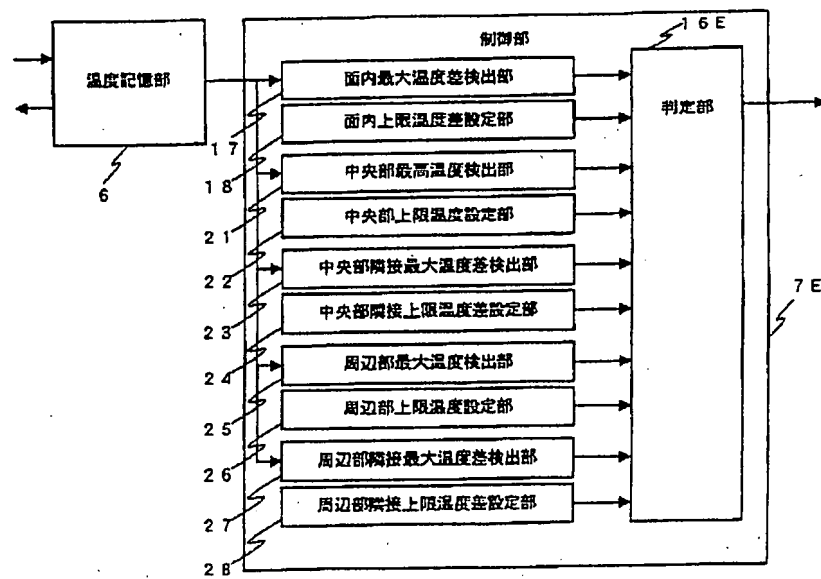 制御部
16E
温度記憶部
6
面内最大温度差検出部
17
面内上限温度差設定部
18
中央部最高温度検出部
21
中央部上限温度設定部
22
中央部隣接最大温度差検出部
23
中央部隣接上限温度差設定部
24
周辺部最大温度検出部
25
周辺部上限温度設定部
26
周辺部隣接最大温度差検出部
27
周辺部隣接上限温度差設定部
28
判定部
7E